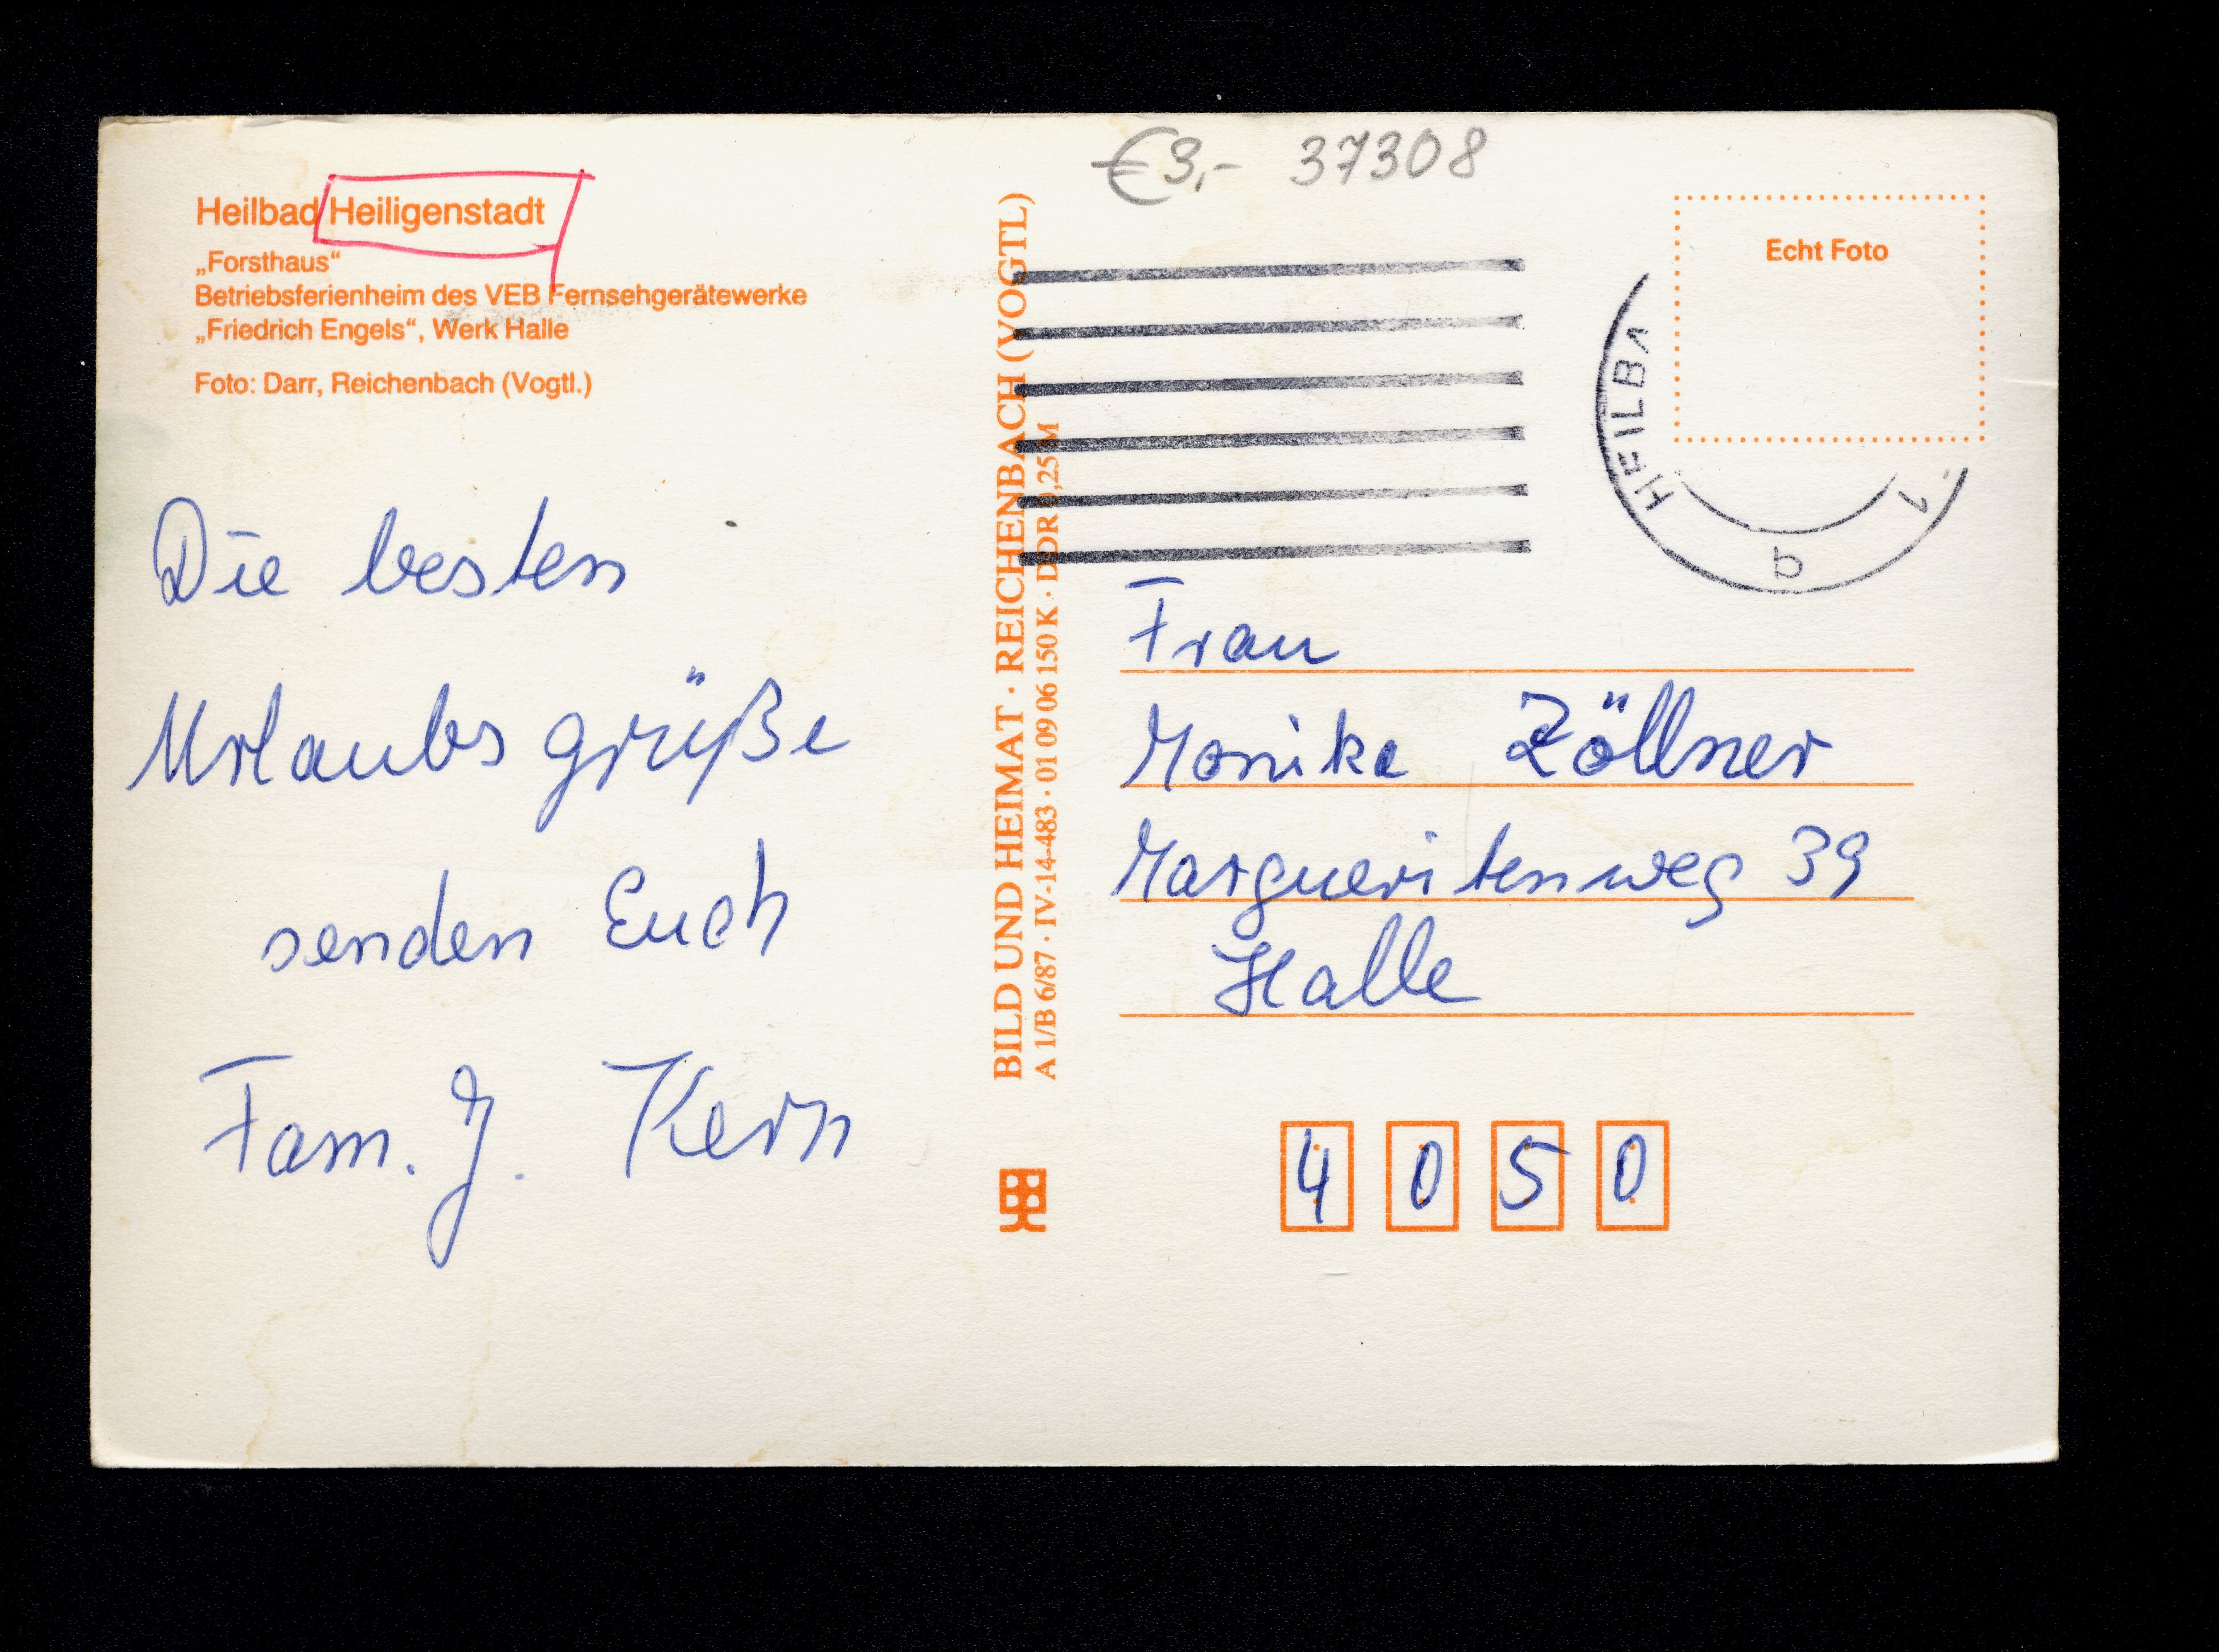 Heilbad Heiligenstadt
„Forsthaus“
Betriebsferienheim des VEB Fernsehgerätewerke
„Friedrich Engels“, Werk Halle
Foto: Darr, Reichenbach (Vogtl.)
Die besten
Urlaubsgrüße
senden Euch
Fam. J. Kern
BILD UND HEIMAT · REICHENBACH (VOGTL)
A 1/B 6/87 · IV-14-483 · 01 09 06 150 K · DDR 0,25 M
€3,- 37308
Echt Foto
HEILBA
b
Frau
Monika Zöllner
Margueritenweg 39
Halle
4050